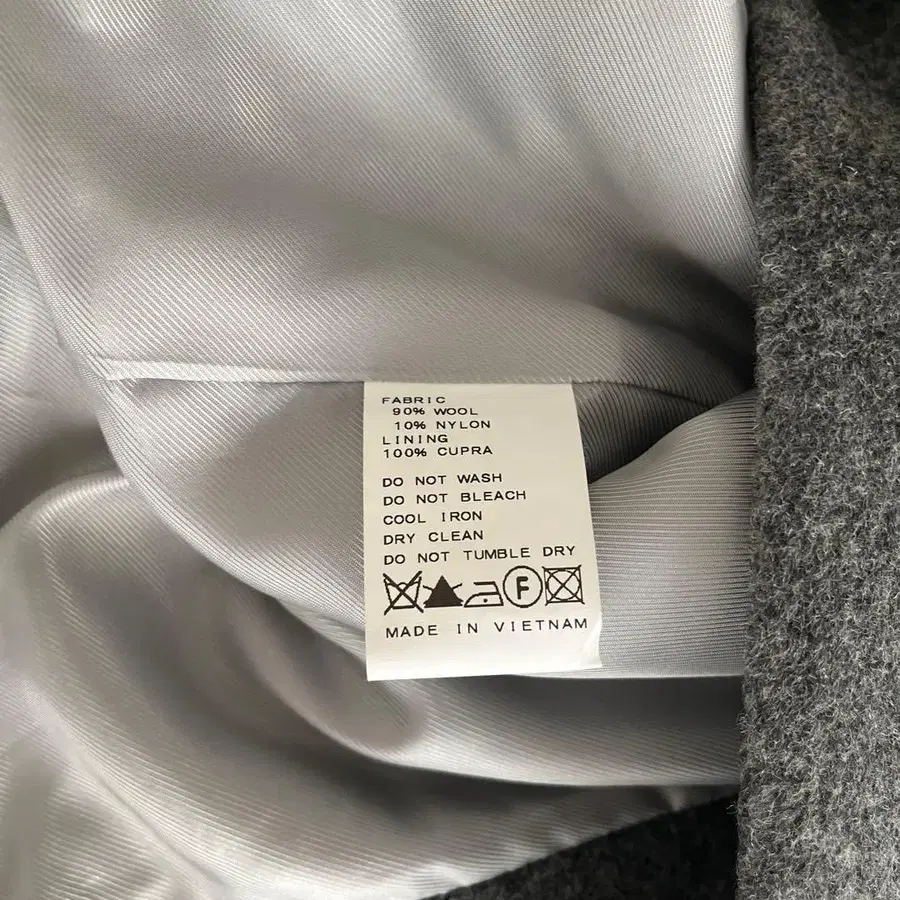 FABRIC
90% WOOL
10% NYLON
LINING
100% CUPRA
DO NOT WASH
DO NOT BLEACH
COOL IRON
DRY CLEAN
DO NOT TUMBLE DRY
F
MADE IN VIETNAM